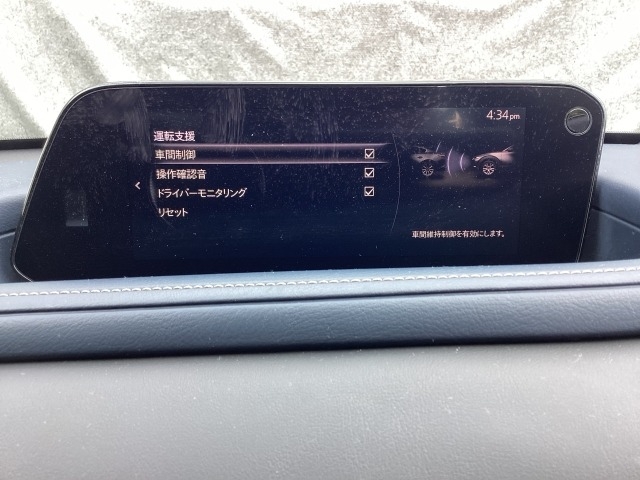 4:34pm
運転支援
車間制御
操作確認音
ドライバーモニタリング
リセット
車間維持制御を有効にします。